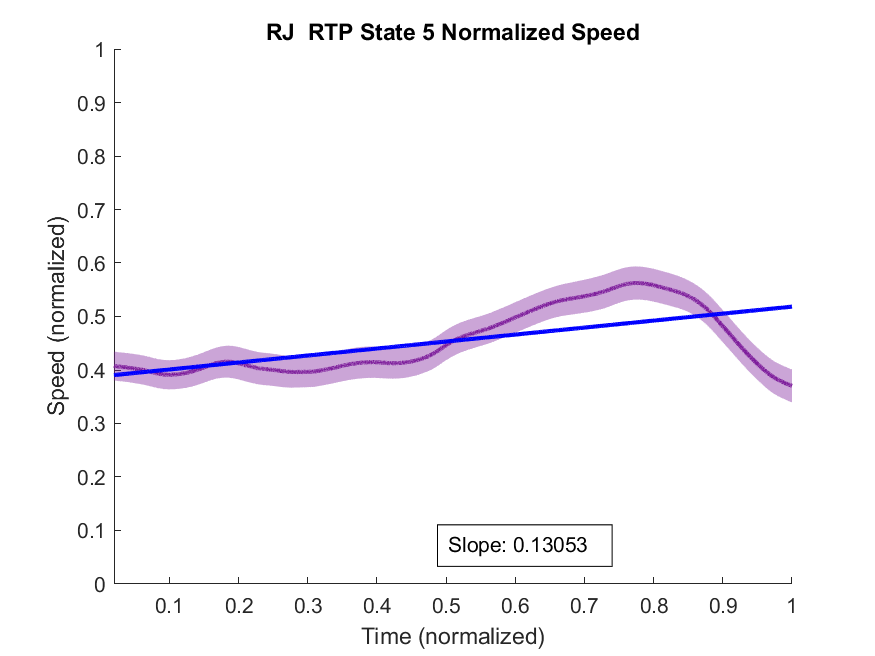 RJ  RTP State 5 Normalized Speed
1
0.9
0.8
0.7
0.6
0.5
0.4
0.3
0.2
0.1
0
Speed (normalized)
Slope: 0.13053
0.1 0.2 0.3 0.4 0.5 0.6 0.7 0.8 0.9 1
Time (normalized)